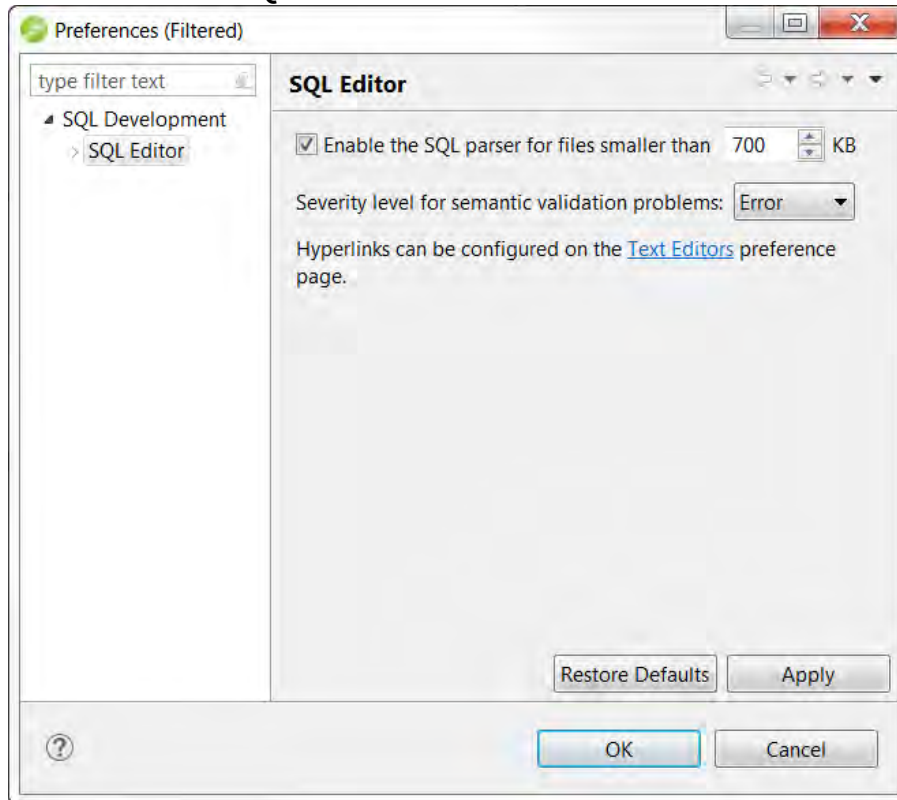 Preferences (Filtered)
type filter text
SQL Development
SQL Editor
SQL Editor
Enable the SQL parser for files smaller than 700 KB
Severity level for semantic validation problems: Error
Hyperlinks can be configured on the Text Editors preference
page.
Restore Defaults
Apply
OK
Cancel